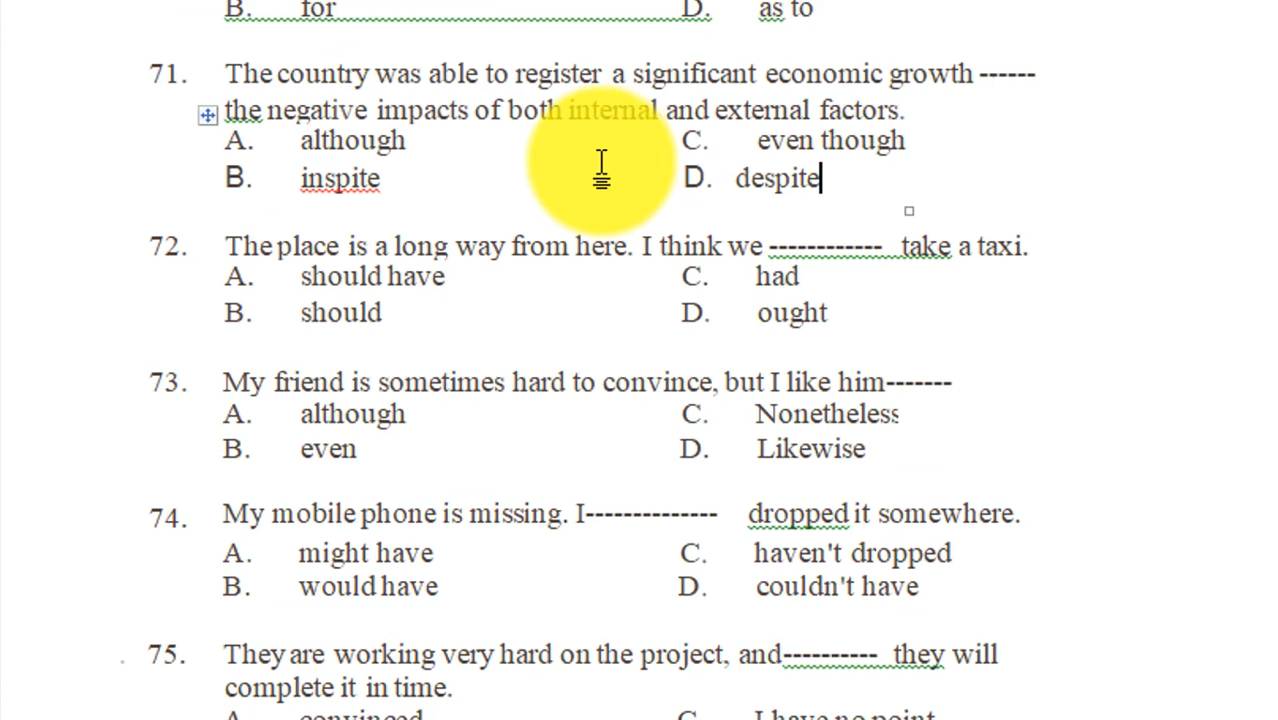 B. for D. as to
71. The country was able to register a significant economic growth ------
the negative impacts of both internal and external factors.
A. although C. even though
B. inspite D. despite
72. The place is a long way from here. I think we ------------ take a taxi.
A. should have C. had
B. should D. ought
73. My friend is sometimes hard to convince, but I like him-------
A. although C. Nonetheless
B. even D. Likewise
74. My mobile phone is missing. I-------------- dropped it somewhere.
A. might have C. haven't dropped
B. would have D. couldn't have
75. They are working very hard on the project, and---------- they will
complete it in time.
A. convinced C. I have no point